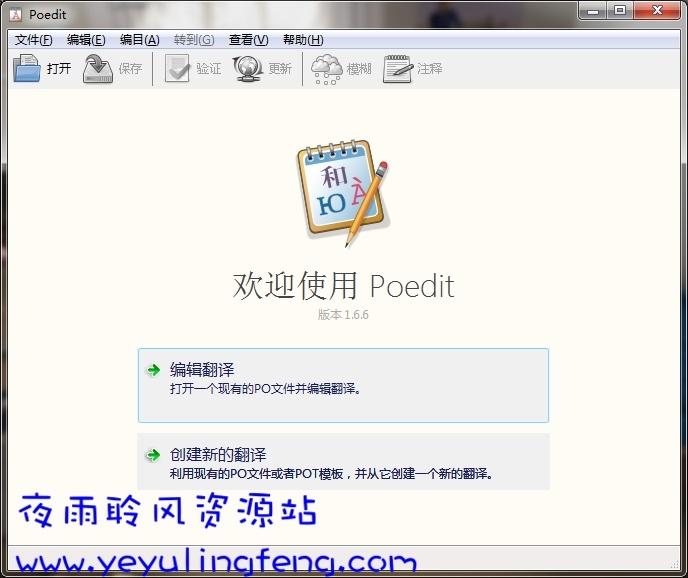 Poedit
文件(F) 编辑(E) 编目(A) 转到(G) 查看(V) 帮助(H)
打开 保存 验证 更新 模糊 注释
和
Ю À
欢迎使用 Poedit
版本 1.6.6
编辑翻译
打开一个现有的PO文件并编辑翻译。
创建新的翻译
利用现有的PO文件或者POT模板，并从它创建一个新的翻译。
夜雨聆风资源站
www.yeyulingfeng.com